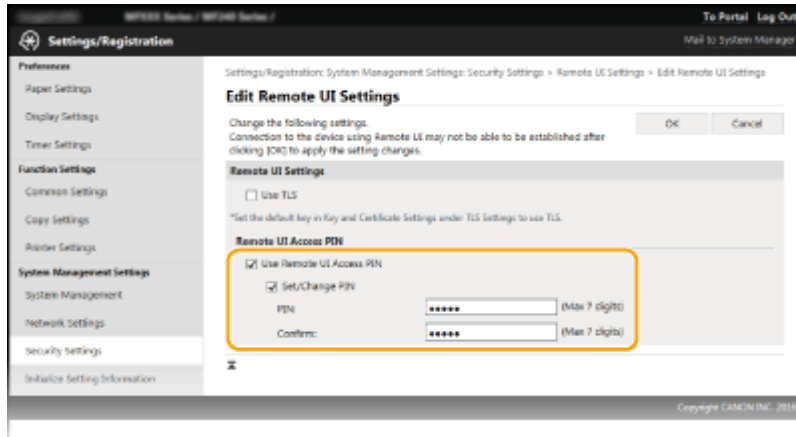 To Portal Log Out
Settings/Registration
Mail to System Manager
Preferences
Paper Settings
Display Settings
Timer Settings
Function Settings
Common Settings
Copy Settings
Printer Settings
System Management Settings
System Management
Network Settings
Security Settings
Initialize Setting Information
Settings/Registration: System Management Settings: Security Settings > Remote UI Settings > Edit Remote UI Settings
Edit Remote UI Settings
Change the following settings.
Connection to the device using Remote UI may not be able to be established after
clicking [OK] to apply the setting changes.
OK Cancel
Remote UI Settings
Use TLS
*Set the default key in Key and Certificate Settings under TLS Settings to use TLS.
Remote UI Access PIN
Use Remote UI Access PIN
Set/Change PIN
PIN: ••••• (Max 7 digits)
Confirm: ••••• (Max 7 digits)
Copyright CANON INC. 2016